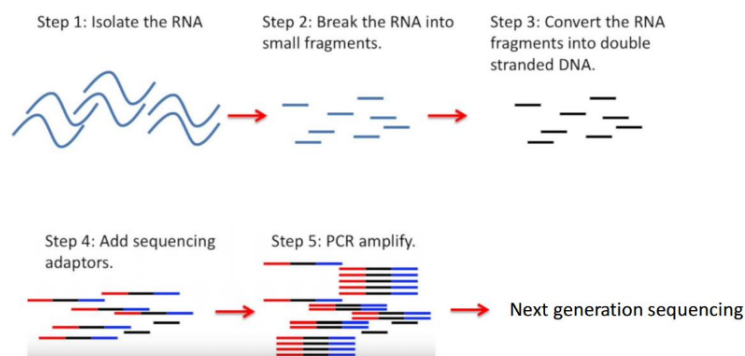 Step 1: Isolate the RNA
Step 2: Break the RNA into
small fragments.
Step 3: Convert the RNA
fragments into double
stranded DNA.
Step 4: Add sequencing
adaptors.
Step 5: PCR amplify.
Next generation sequencing